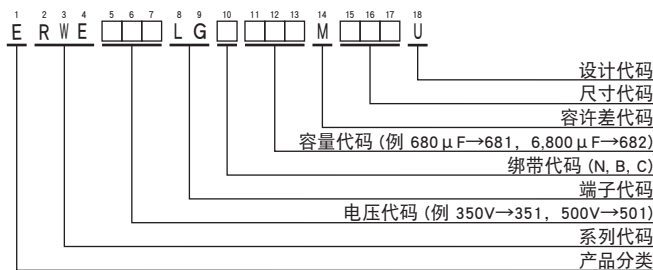 1 2 3 4 5 6 7 8 9 10 11 12 13 14 15 16 17 18
E R W E □□□ L G □ □□□ M □□□ U
设计代码
尺寸代码
容许差代码
容量代码 (例 680μF→681, 6,800μF→682)
绑带代码 (N, B, C)
端子代码
电压代码 (例 350V→351, 500V→501)
系列代码
产品分类